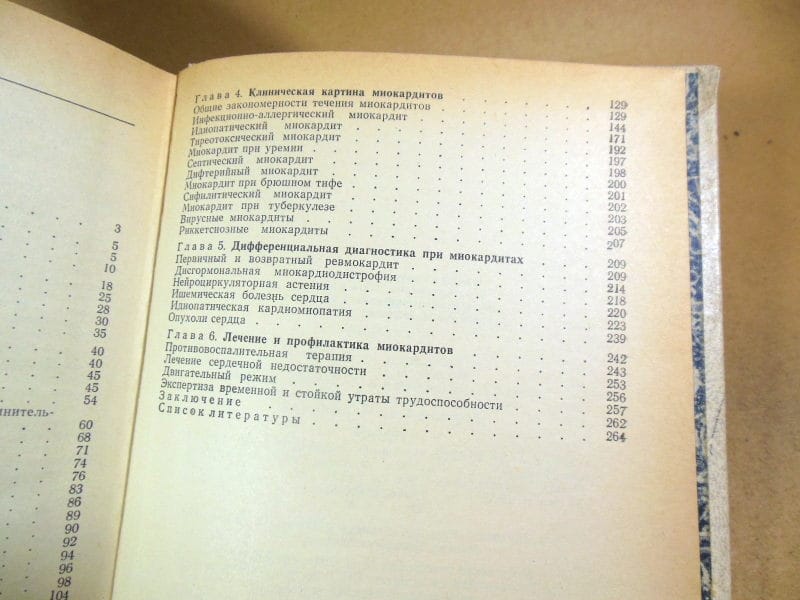 3
5
5
10
18
25
28
30
35
40
40
45
45
54
нитель-
60
68
71
74
76
83
86
89
90
92
94
96
98
104
Глава 4. Клиническая картина миокардитов . . . . . 129
Общие закономерности течения миокардитов . . . . . 129
Инфекционно-аллергический миокардит . . . . . 144
Идиопатический миокардит . . . . . 171
Тиреотоксический миокардит . . . . . 192
Миокардит при уремии . . . . . 197
Септический миокардит . . . . . 198
Дифтерийный миокардит . . . . . 200
Миокардит при брюшном тифе . . . . . 201
Сифилитический миокардит . . . . . 202
Миокардит при туберкулезе . . . . . 203
Вирусные миокардиты . . . . . 205
Риккетсиозные миокардиты . . . . . 207
Глава 5. Дифференциальная диагностика при миокардитах 209
Первичный и возвратный ревмокардит . . . . . 209
Дисгормональная миокардиодистрофия . . . . . 214
Нейроциркуляторная астения . . . . . 218
Ишемическая болезнь сердца . . . . . 220
Идиопатическая кардиомиопатия . . . . . 223
Опухоли сердца . . . . . 239
Глава 6. Лечение и профилактика миокардитов . . . . . 242
Противовоспалительная терапия . . . . . 243
Лечение сердечной недостаточности . . . . . 253
Двигательный режим . . . . . 256
Экспертиза временной и стойкой утраты трудоспособности . . . . . 257
Заключение . . . . . 262
Список литературы . . . . . 264